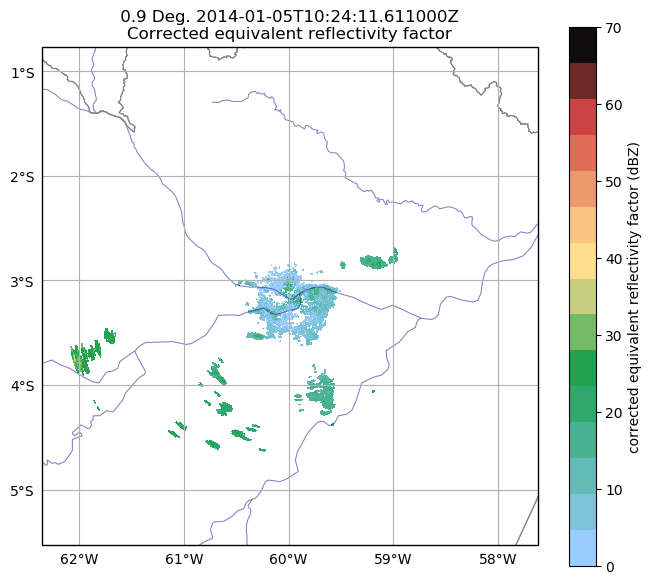 0.9 Deg. 2014-01-05T10:24:11.611000Z
Corrected equivalent reflectivity factor
1°S
2°S
3°S
4°S
5°S
62°W 61°W 60°W 59°W 58°W
70
60
50
40
30
20
10
0
corrected equivalent reflectivity factor (dBZ)